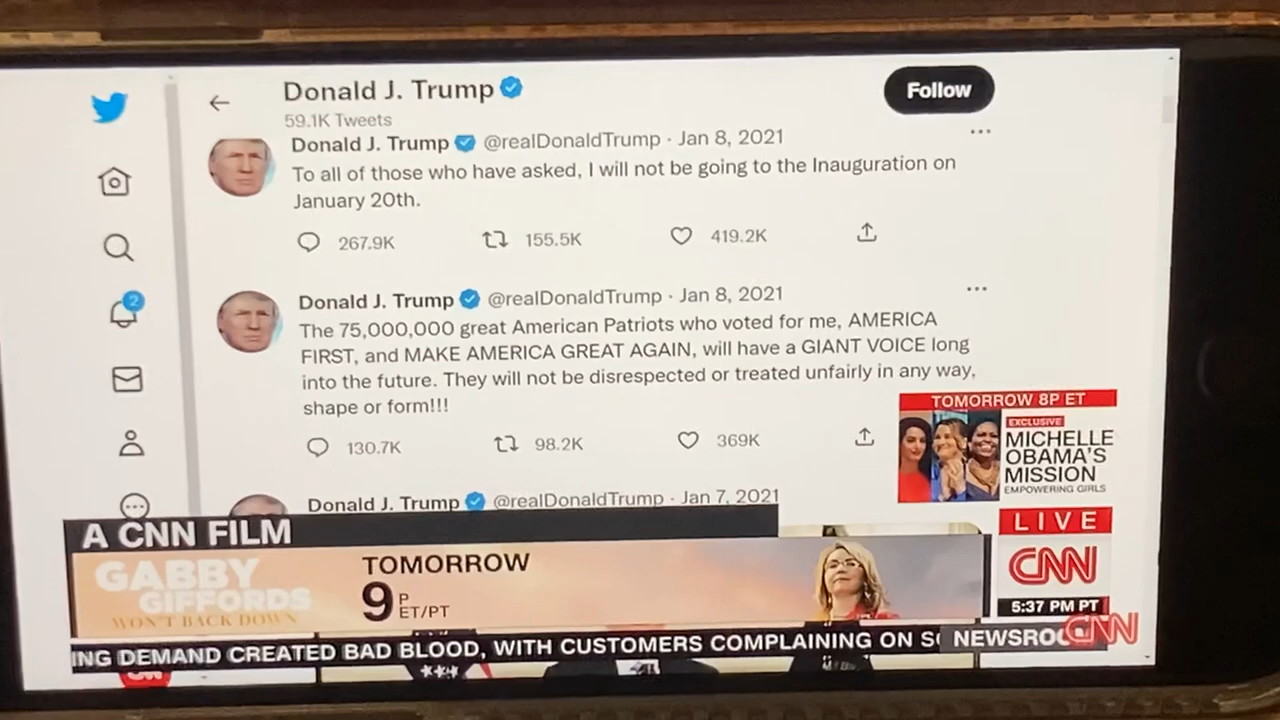 Donald J. Trump
59.1K Tweets
Follow
Donald J. Trump @realDonaldTrump · Jan 8, 2021
To all of those who have asked, I will not be going to the Inauguration on
January 20th.
267.9K 155.5K 419.2K
2
Donald J. Trump @realDonaldTrump · Jan 8, 2021
The 75,000,000 great American Patriots who voted for me, AMERICA
FIRST, and MAKE AMERICA GREAT AGAIN, will have a GIANT VOICE long
into the future. They will not be disrespected or treated unfairly in any way,
shape or form!!!
130.7K 98.2K 369K
TOMORROW 8P ET
EXCLUSIVE
MICHELLE
OBAMA'S
MISSION
EMPOWERING GIRLS
Donald J. Trump @realDonaldTrump · Jan 7, 2021
A CNN FILM
GABBY
GIFFORDS
WON'T BACK DOWN
TOMORROW
9 P
ET/PT
LIVE
CNN
5:37 PM PT
ING DEMAND CREATED BAD BLOOD, WITH CUSTOMERS COMPLAINING ON S
NEWSRO
CNN